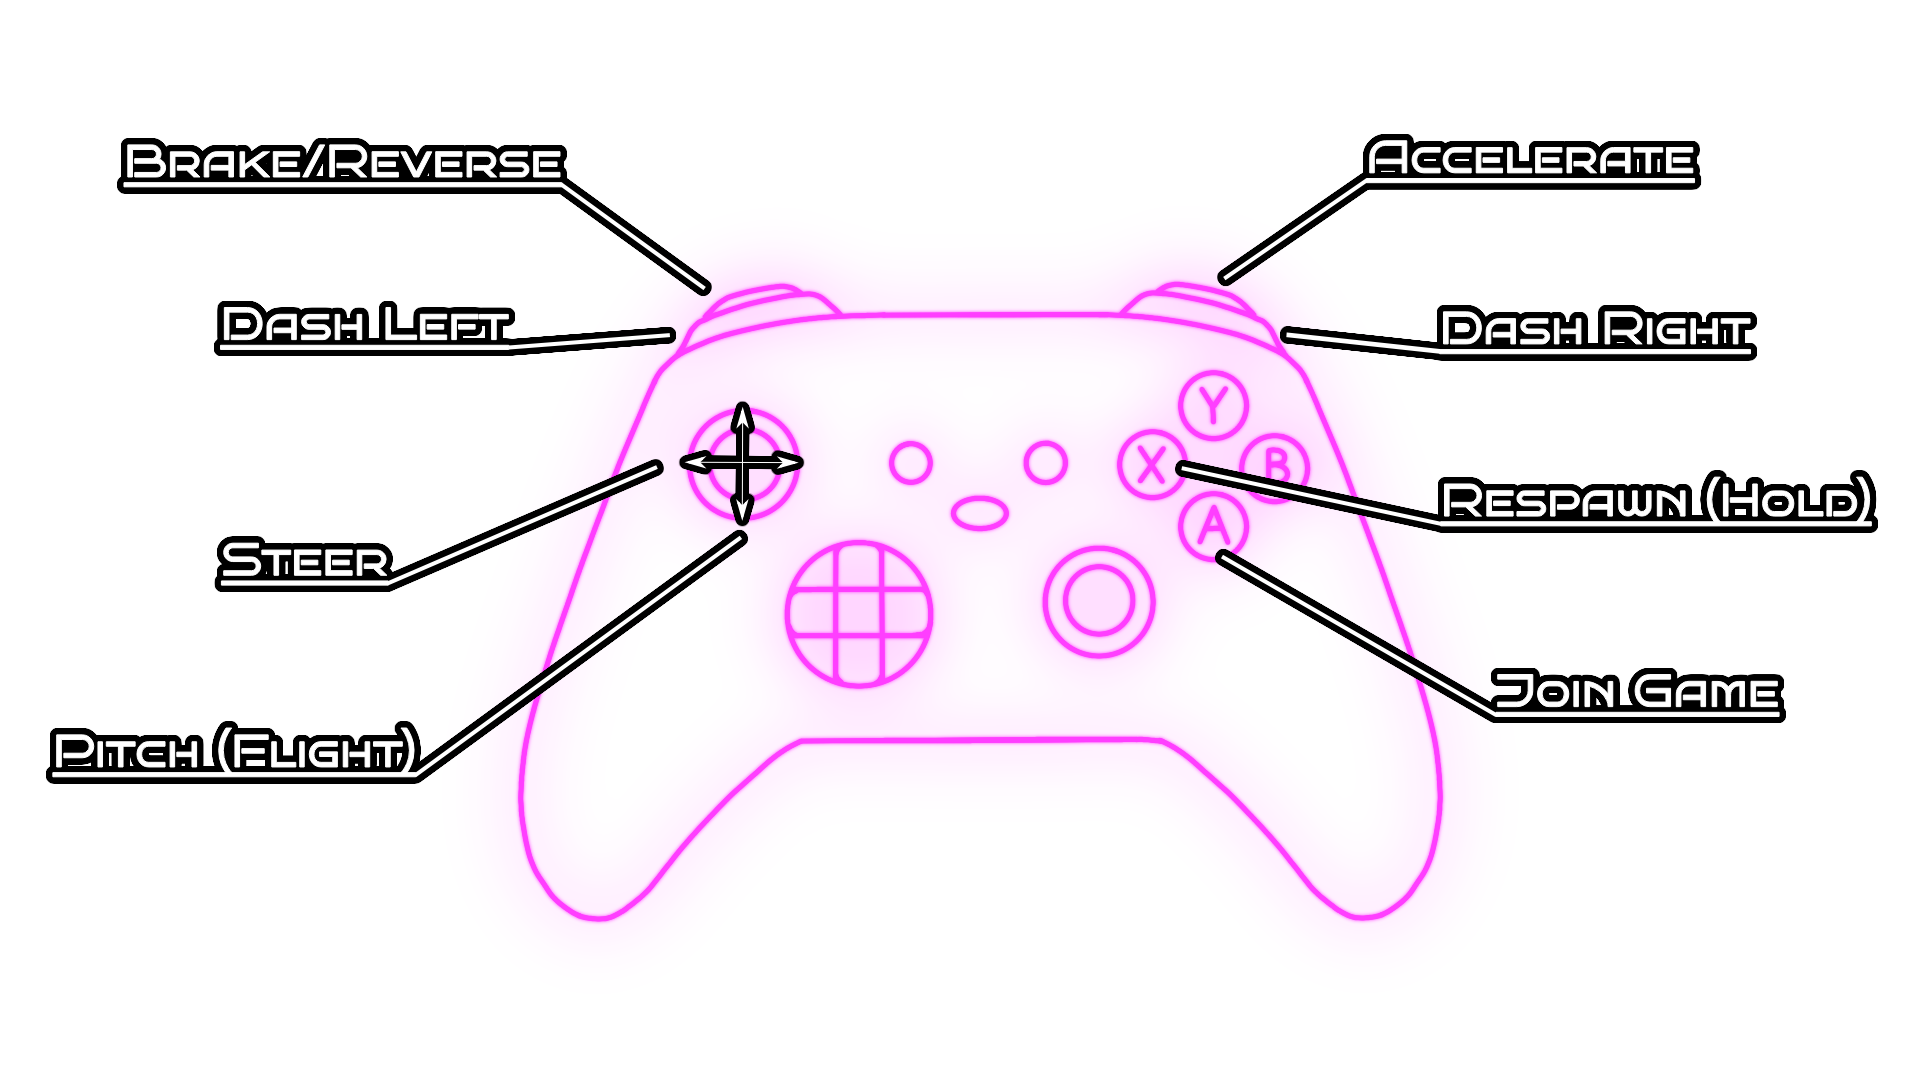 Brake/Reverse
Accelerate
Dash Left
Dash Right
Y
X
B
A
Respawn (Hold)
Steer
Join Game
Pitch (Flight)